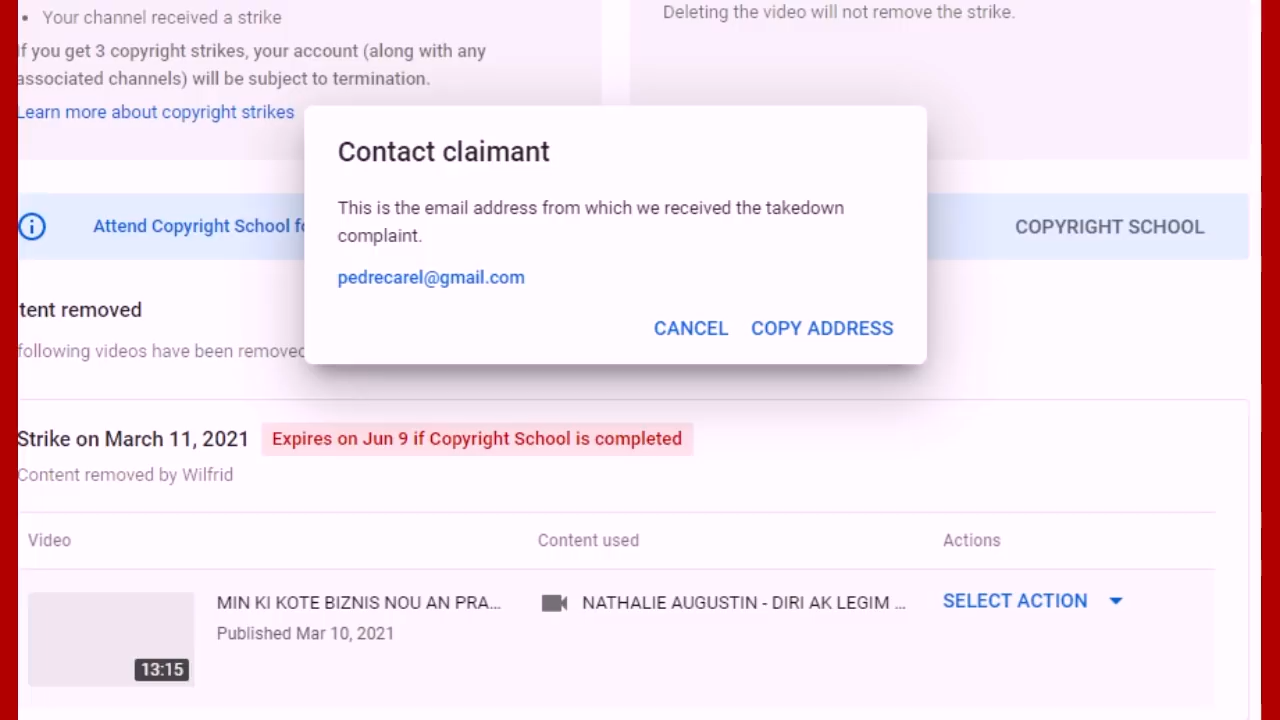 Your channel received a strike
If you get 3 copyright strikes, your account (along with any
associated channels) will be subject to termination.
Learn more about copyright strikes
Deleting the video will not remove the strike.
Attend Copyright School fo
COPYRIGHT SCHOOL
Contact claimant
This is the email address from which we received the takedown
complaint.
pedrecarel@gmail.com
CANCEL COPY ADDRESS
tent removed
following videos have been removed
Strike on March 11, 2021 Expires on Jun 9 if Copyright School is completed
Content removed by Wilfrid
Video Content used Actions
MIN KI KOTE BIZNIS NOU AN PRA... NATHALIE AUGUSTIN - DIRI AK LEGIM ... SELECT ACTION
Published Mar 10, 2021
13:15